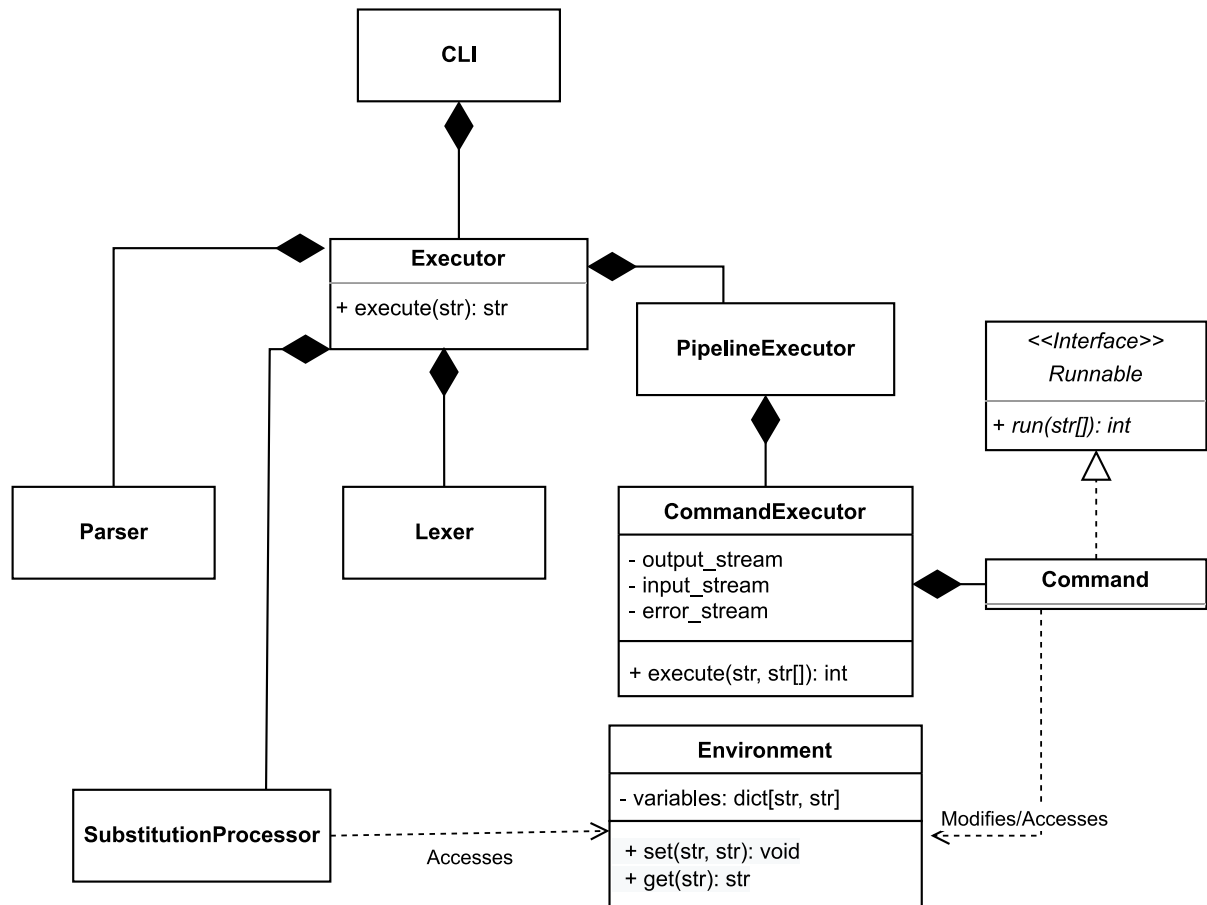 CLI
Executor
+ execute(str): str
PipelineExecutor
<<Interface>>
Runnable
+ run(str[]): int
Parser
Lexer
CommandExecutor
- output_stream
- input_stream
- error_stream
+ execute(str, str[]): int
Command
Environment
- variables: dict[str, str]
+ set(str, str): void
+ get(str): str
SubstitutionProcessor
Accesses
Modifies/Accesses